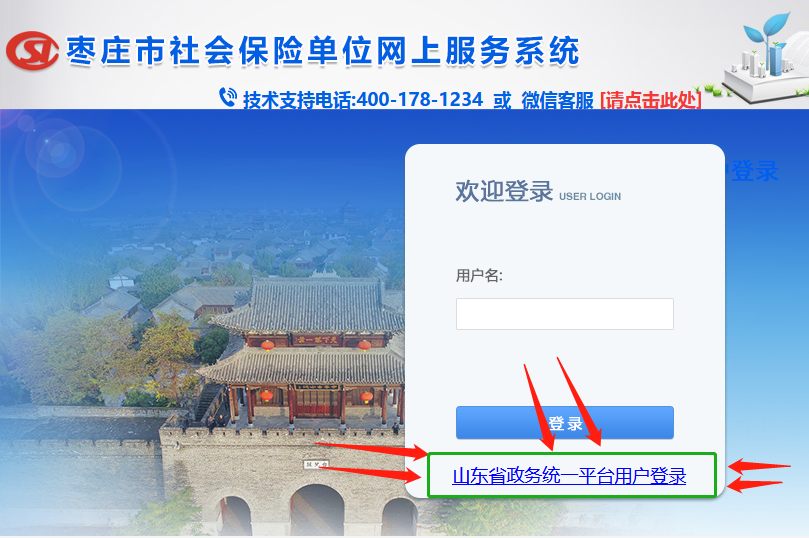 枣庄市社会保险单位网上服务系统
技术支持电话:400-178-1234 或 微信客服 [请点击此处]
登录
欢迎登录 USER LOGIN
用户名:
登录
山东省政务统一平台用户登录